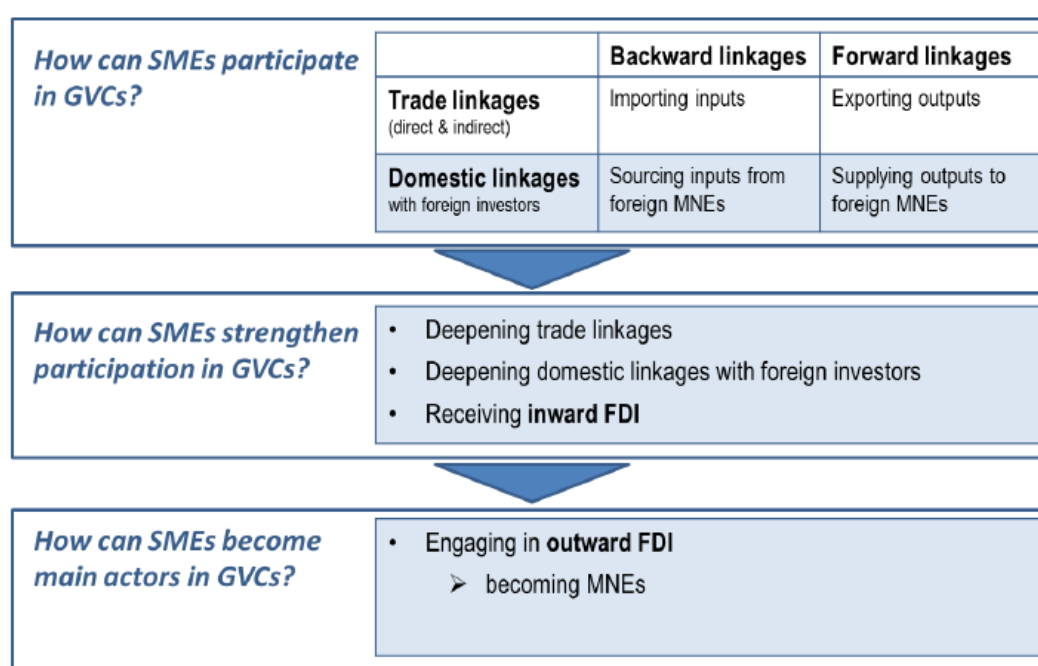 How can SMEs participate
in GVCs?
Backward linkages
Forward linkages
Trade linkages
(direct & indirect)
Importing inputs
Exporting outputs
Domestic linkages
with foreign investors
Sourcing inputs from
foreign MNEs
Supplying outputs to
foreign MNEs
How can SMEs strengthen
participation in GVCs?
• Deepening trade linkages
• Deepening domestic linkages with foreign investors
• Receiving inward FDI
How can SMEs become
main actors in GVCs?
• Engaging in outward FDI
➢ becoming MNEs